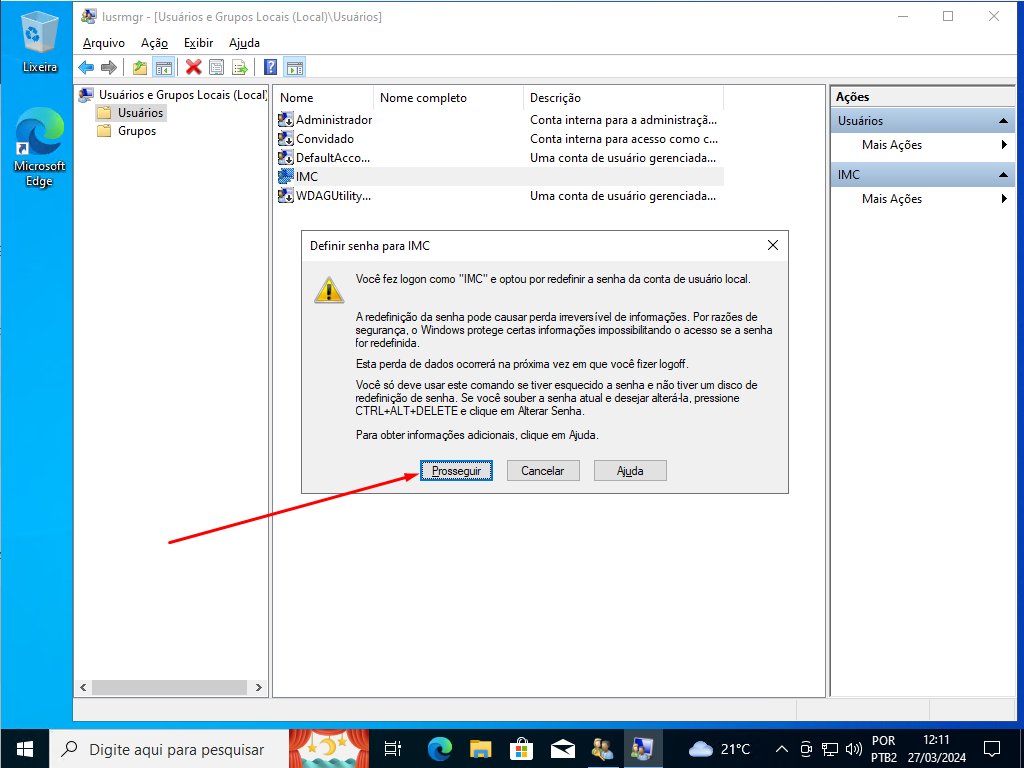 Lixeira
Microsoft
Edge
lusrmgr - [Usuários e Grupos Locais (Local)\Usuários]
Arquivo Ação Exibir Ajuda
Usuários e Grupos Locais (Local)
Usuários
Grupos
Nome Nome completo Descrição
Administrador Conta interna para a administraçã...
Convidado Conta interna para acesso como c...
DefaultAcco... Uma conta de usuário gerenciada...
IMC
WDAGUtility... Uma conta de usuário gerenciada...
Ações
Usuários
Mais Ações
IMC
Mais Ações
Definir senha para IMC
Você fez logon como "IMC" e optou por redefinir a senha da conta de usuário local.
A redefinição da senha pode causar perda irreversível de informações. Por razões de
segurança, o Windows protege certas informações impossibilitando o acesso se a senha
for redefinida.
Esta perda de dados ocorrerá na próxima vez em que você fizer logoff.
Você só deve usar este comando se tiver esquecido a senha e não tiver um disco de
redefinição de senha. Se você souber a senha atual e desejar alterá-la, pressione
CTRL+ALT+DELETE e clique em Alterar Senha.
Para obter informações adicionais, clique em Ajuda.
Prosseguir Cancelar Ajuda
Digite aqui para pesquisar
21°C
POR
PTB2
12:11
27/03/2024